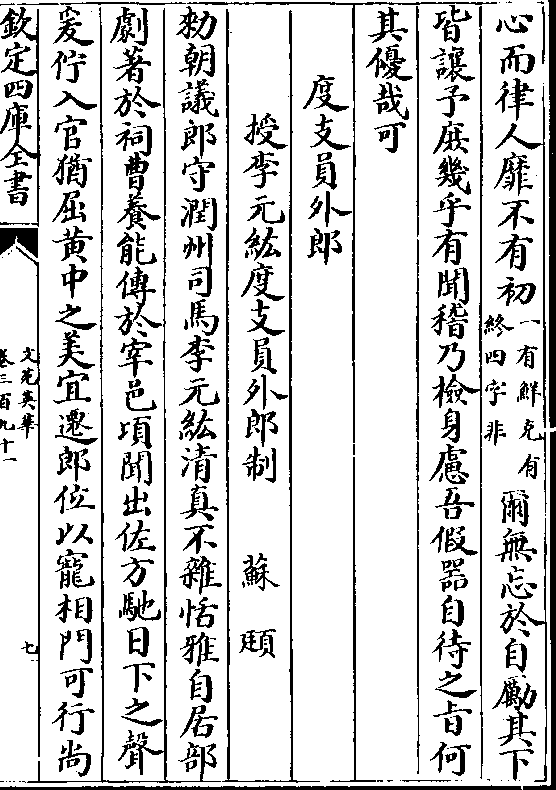 心而律人靡不有初一有鮮克有終四字非爾無忘於自勵其下
皆讓予庶幾乎有聞稽乃檢身慮吾假器自待之旨何
其優哉可
度支員外郎
授李元紘度支員外郎制 蘇頲
勑朝議郎守潤州司馬李元紘清真不雜恬雅自居部
劇著於祠曹養能傳於宰邑頃聞出佐方馳日下之聲
爰佇入官猶屈黄中之美宜遷郎位以寵相門可行尚
欽定四庫全書
文苑英華
卷三百九十一
七